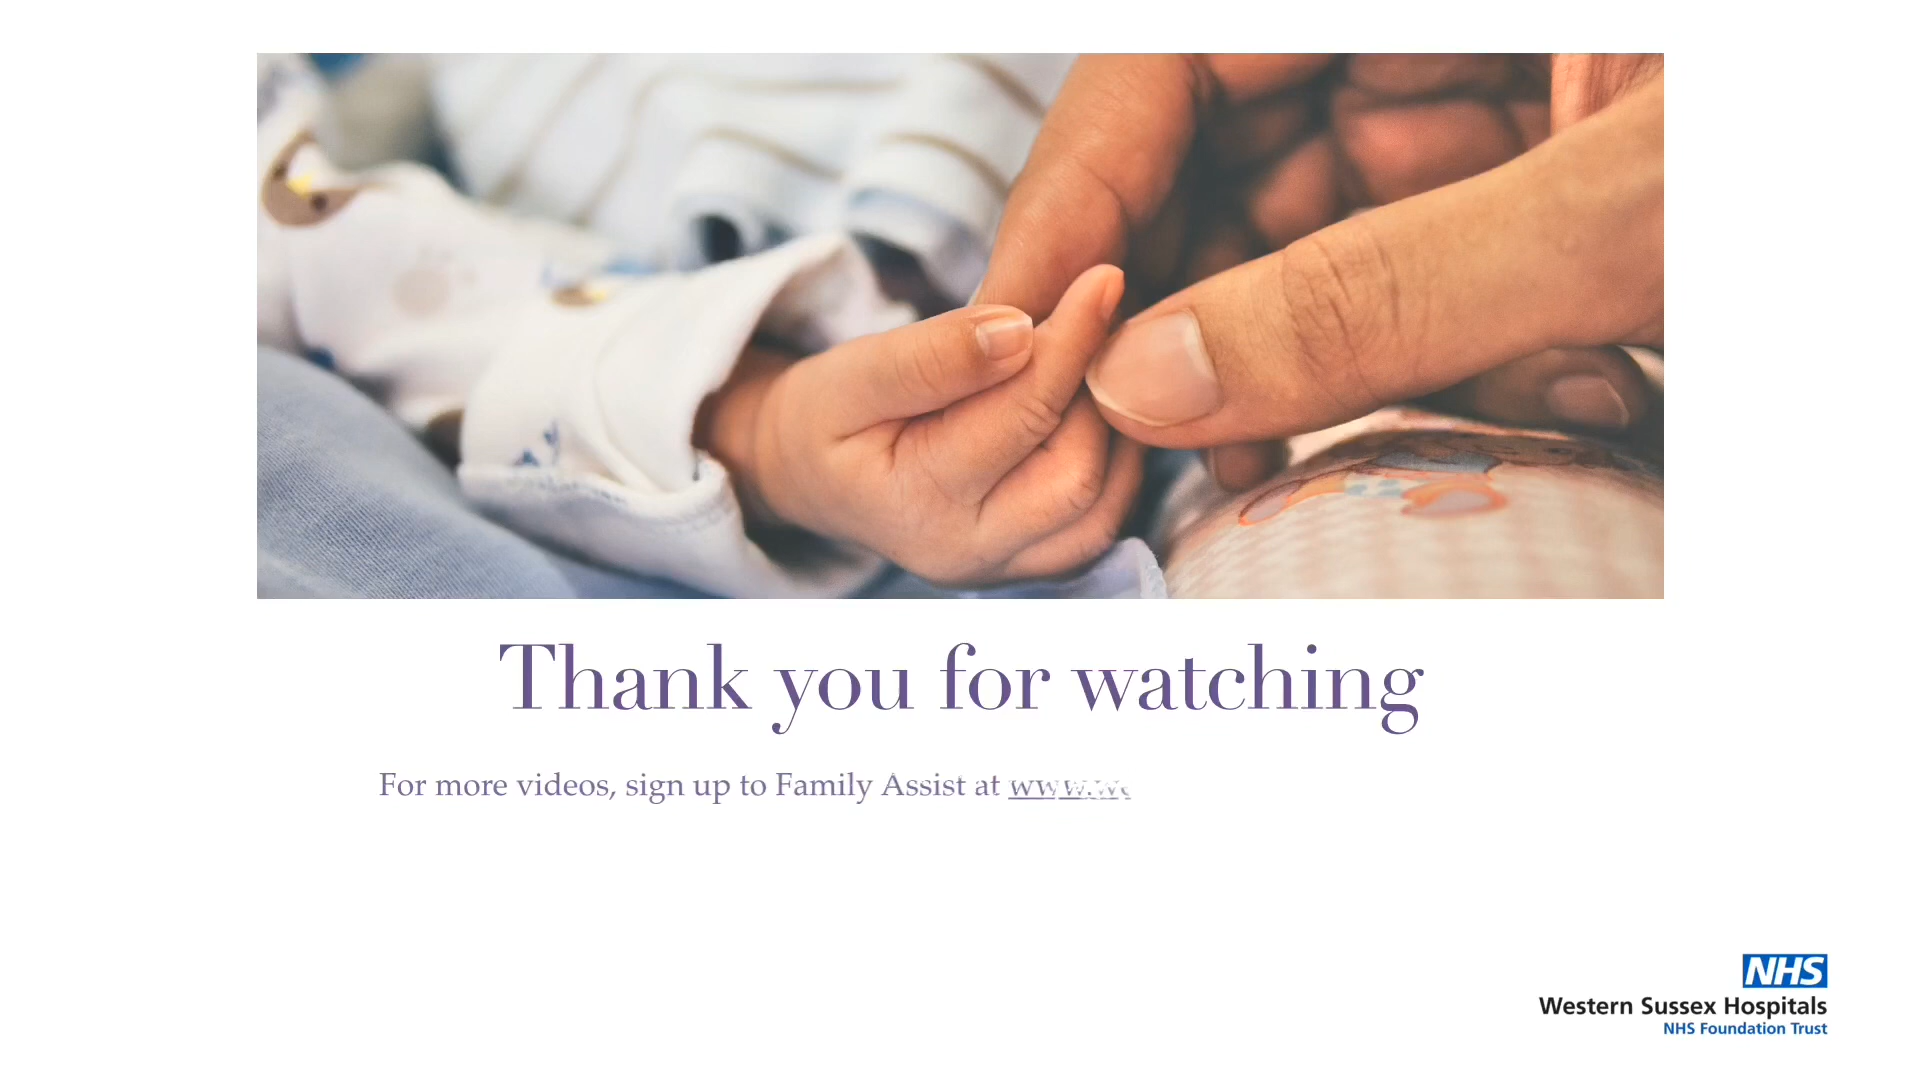 Thank you for watching
For more videos, sign up to Family Assist at
NHS
Western Sussex Hospitals
NHS Foundation Trust